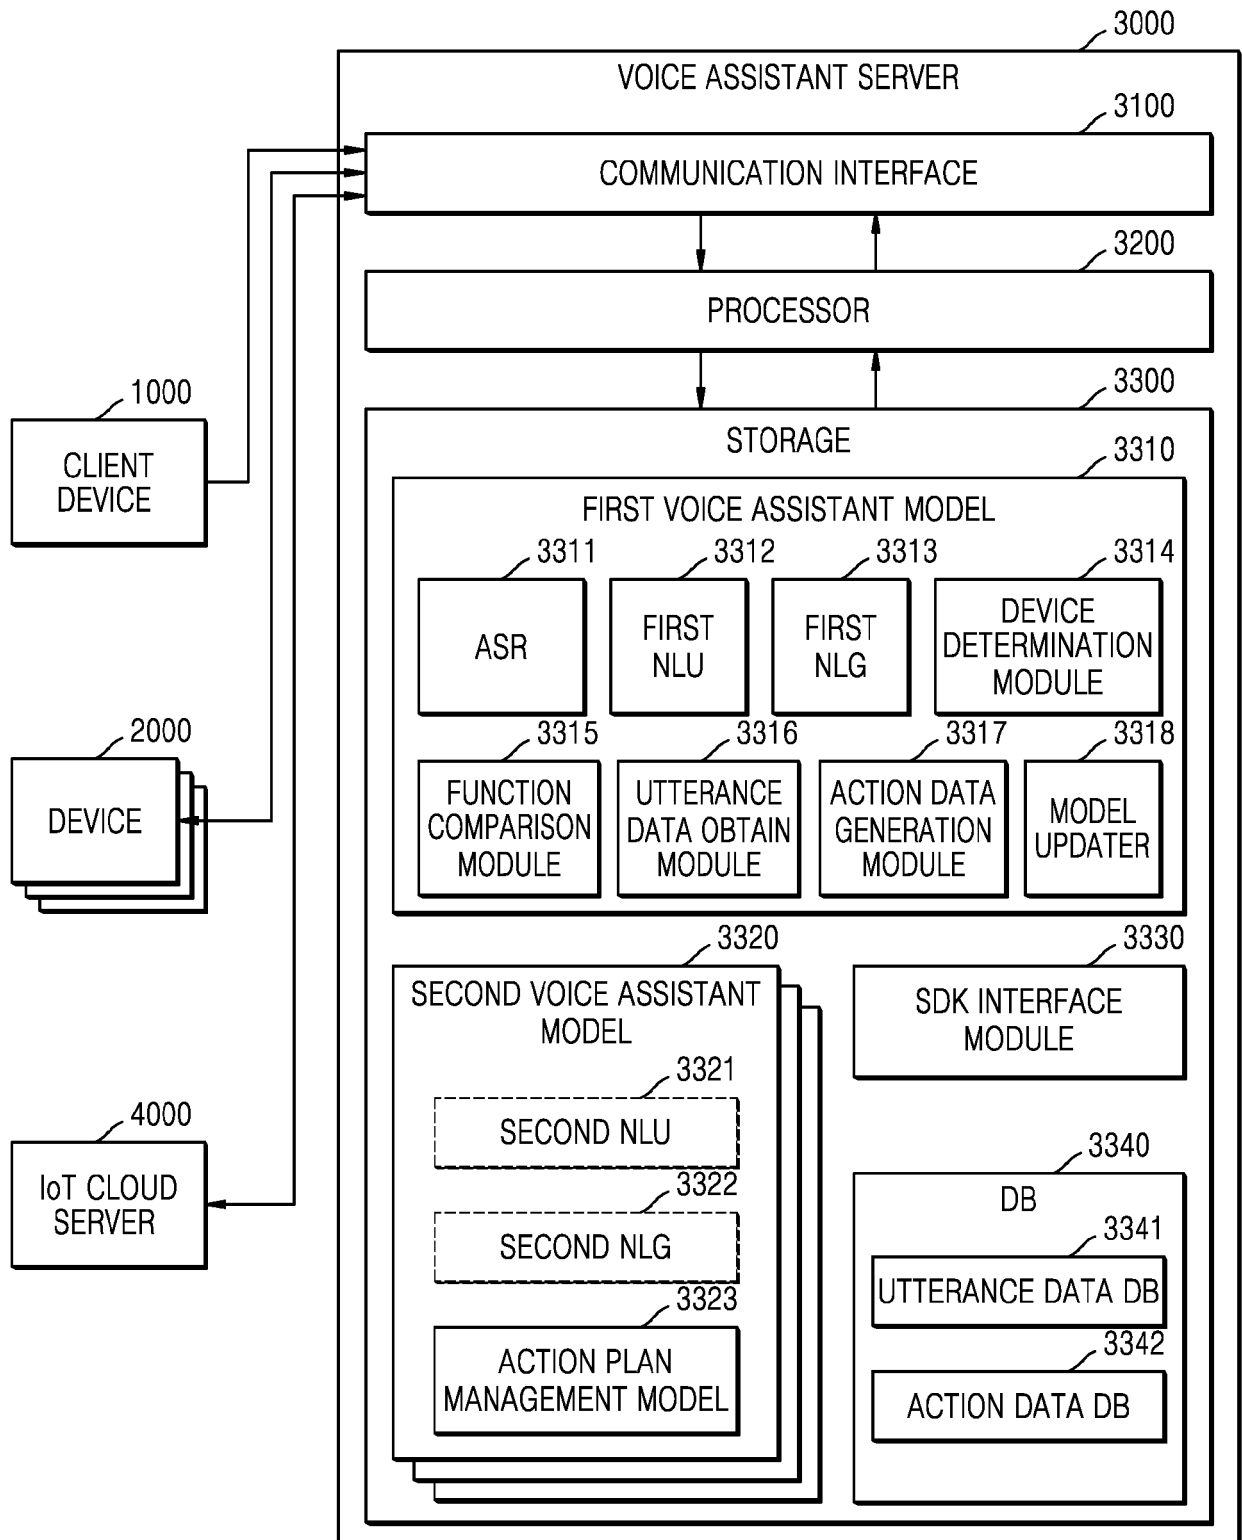 3000
VOICE ASSISTANT SERVER
3100
COMMUNICATION INTERFACE
3200
PROCESSOR
3300
STORAGE
1000
CLIENT
DEVICE
2000
DEVICE
4000
IoT CLOUD
SERVER
3310
FIRST VOICE ASSISTANT MODEL
3311
ASR
3312
FIRST
NLU
3313
FIRST
NLG
3314
DEVICE
DETERMINATION
MODULE
3315
FUNCTION
COMPARISON
MODULE
3316
UTTERANCE
DATA OBTAIN
MODULE
3317
ACTION DATA
GENERATION
MODULE
3318
MODEL
UPDATER
3320
SECOND VOICE ASSISTANT
MODEL
3321
SECOND NLU
3322
SECOND NLG
3323
ACTION PLAN
MANAGEMENT MODEL
3330
SDK INTERFACE
MODULE
3340
DB
3341
UTTERANCE DATA DB
3342
ACTION DATA DB